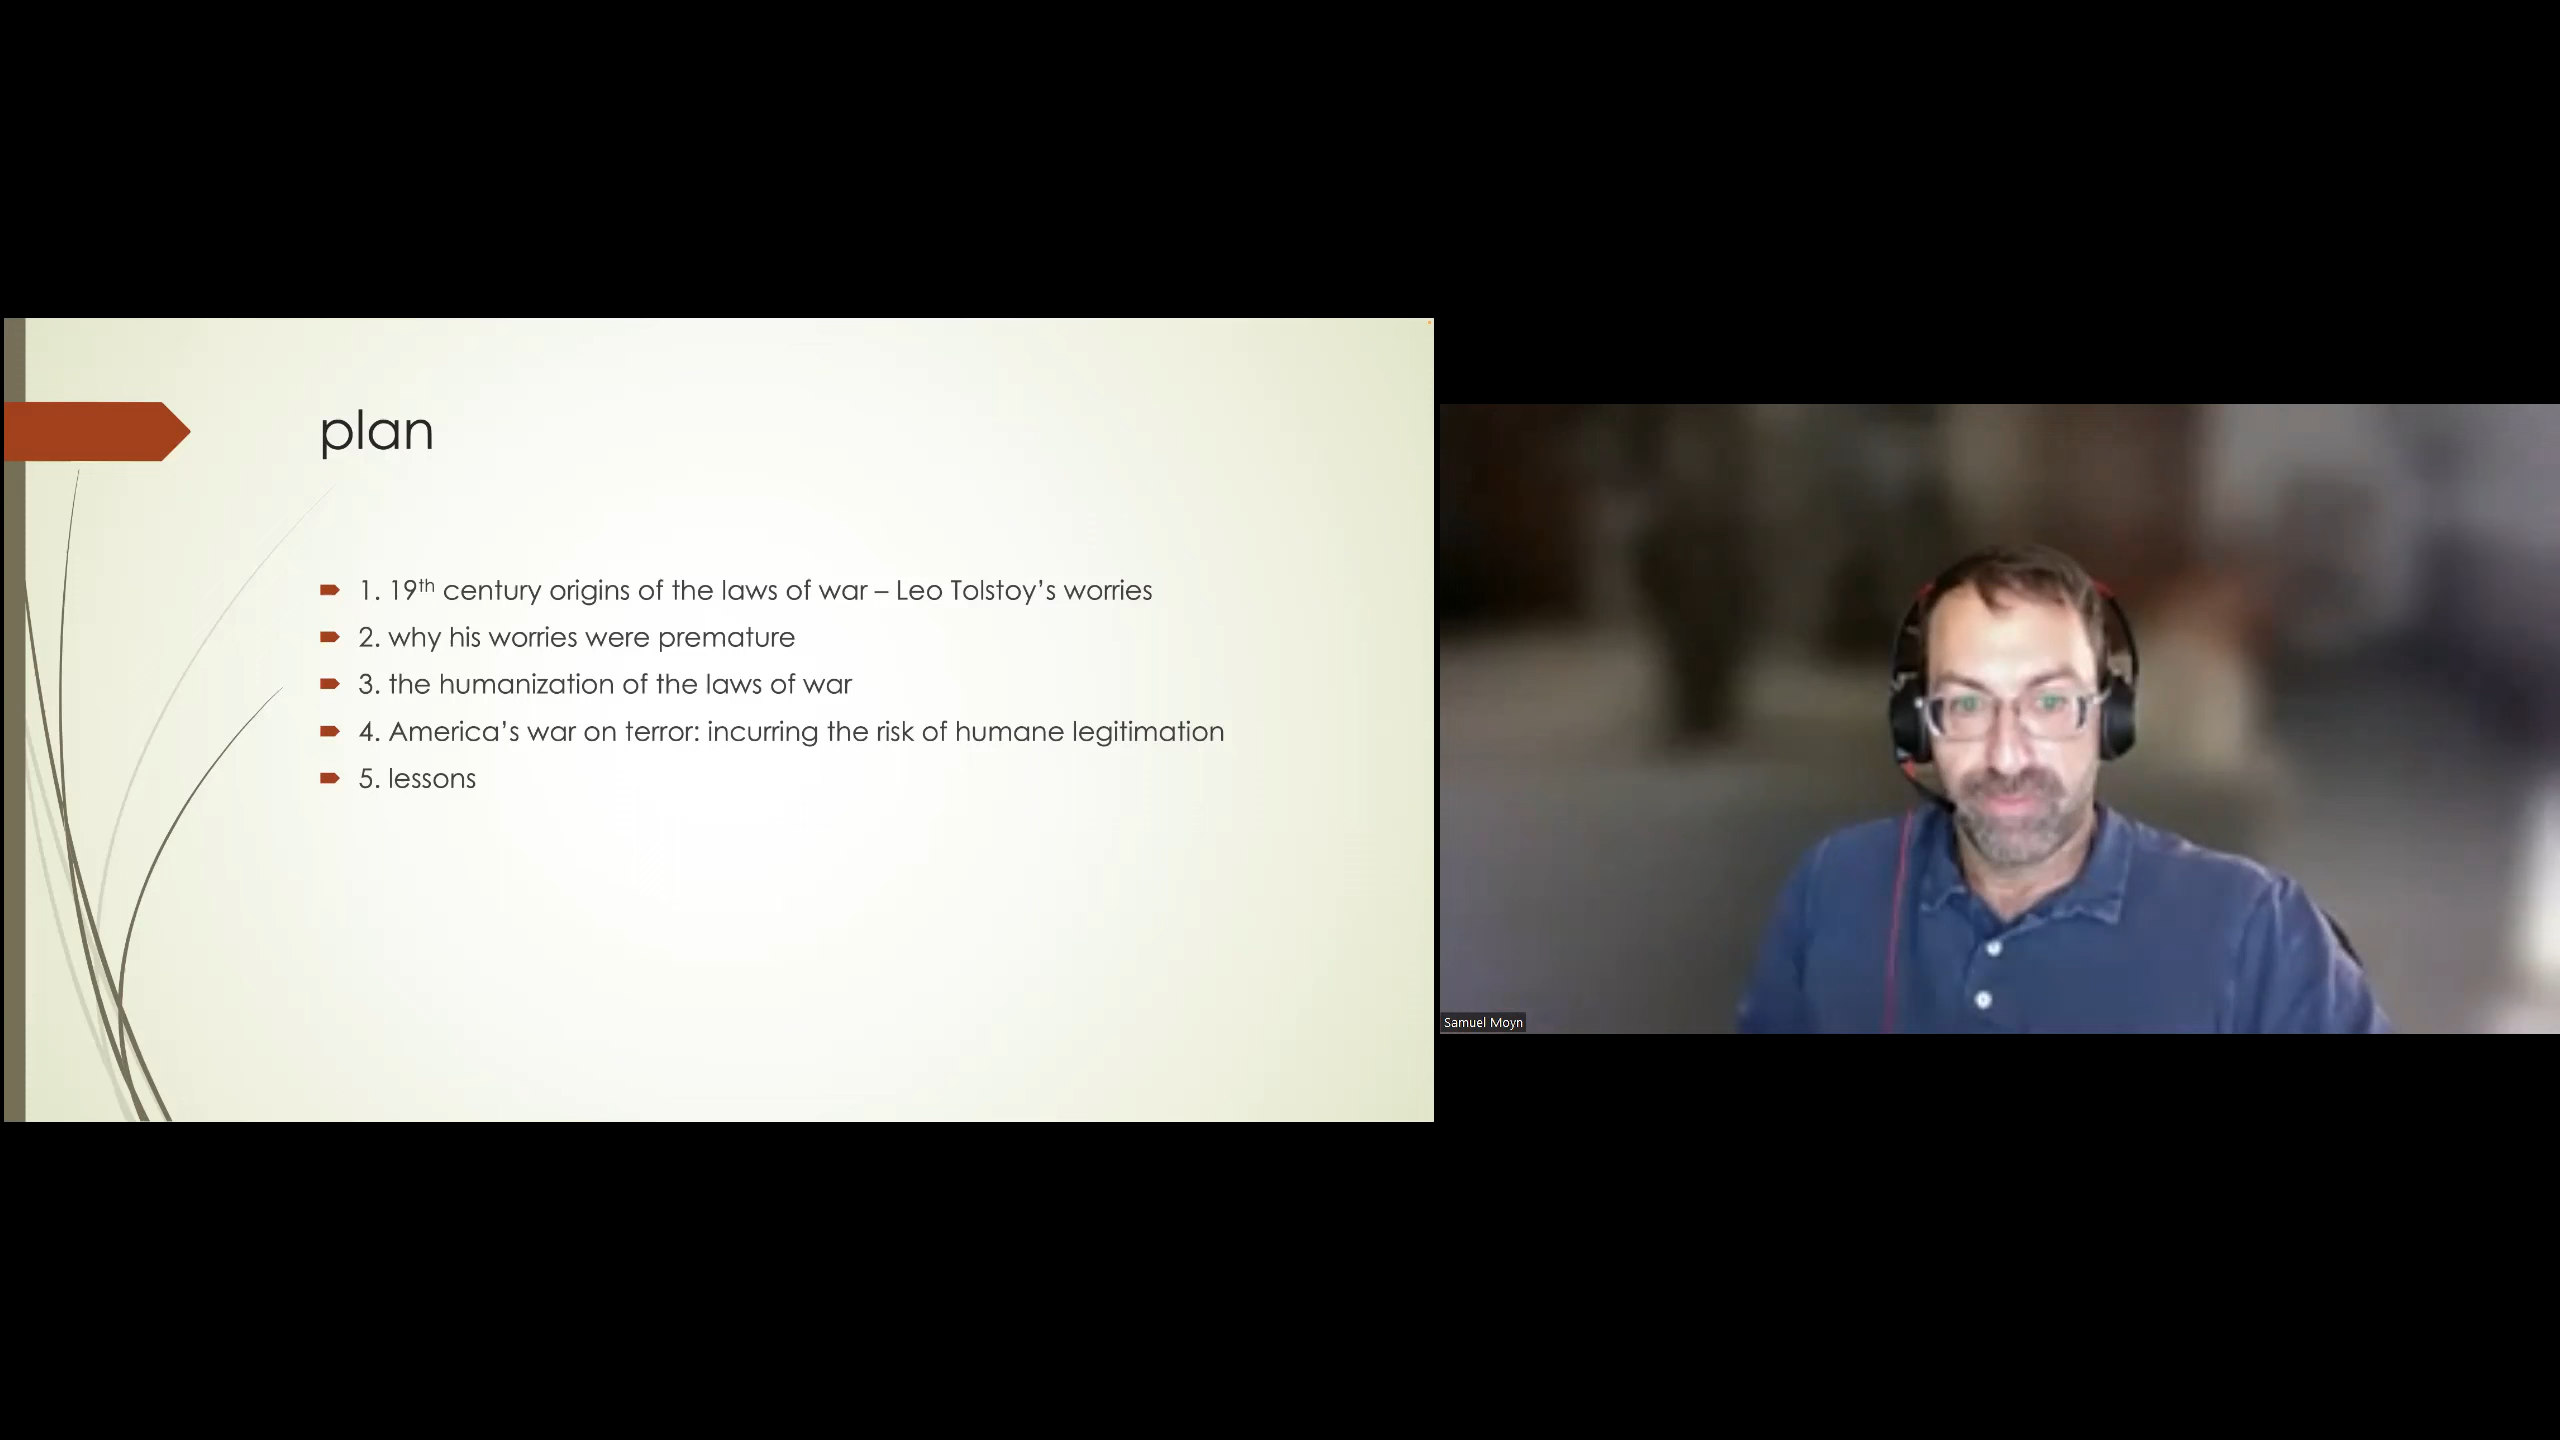 plan
1. 19th century origins of the laws of war – Leo Tolstoy's worries
2. why his worries were premature
3. the humanization of the laws of war
4. America's war on terror: incurring the risk of humane legitimation
5. lessons
Samuel Moyn